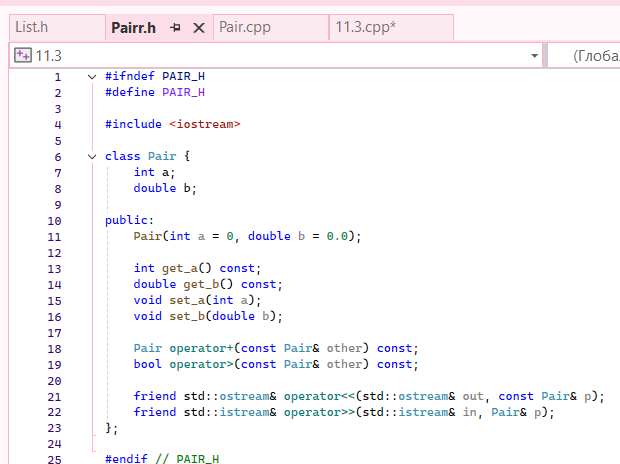 List.h Pairr.h Pair.cpp 11.3.cpp*
11.3 (Глоба
1 #ifndef PAIR_H
2 #define PAIR_H
3
4 #include <iostream>
5
6 class Pair {
7 int a;
8 double b;
9
10 public:
11 Pair(int a = 0, double b = 0.0);
12
13 int get_a() const;
14 double get_b() const;
15 void set_a(int a);
16 void set_b(double b);
17
18 Pair operator+(const Pair& other) const;
19 bool operator>(const Pair& other) const;
20
21 friend std::ostream& operator<<(std::ostream& out, const Pair& p);
22 friend std::istream& operator>>(std::istream& in, Pair& p);
23 };
24
25 #endif // PAIR_H